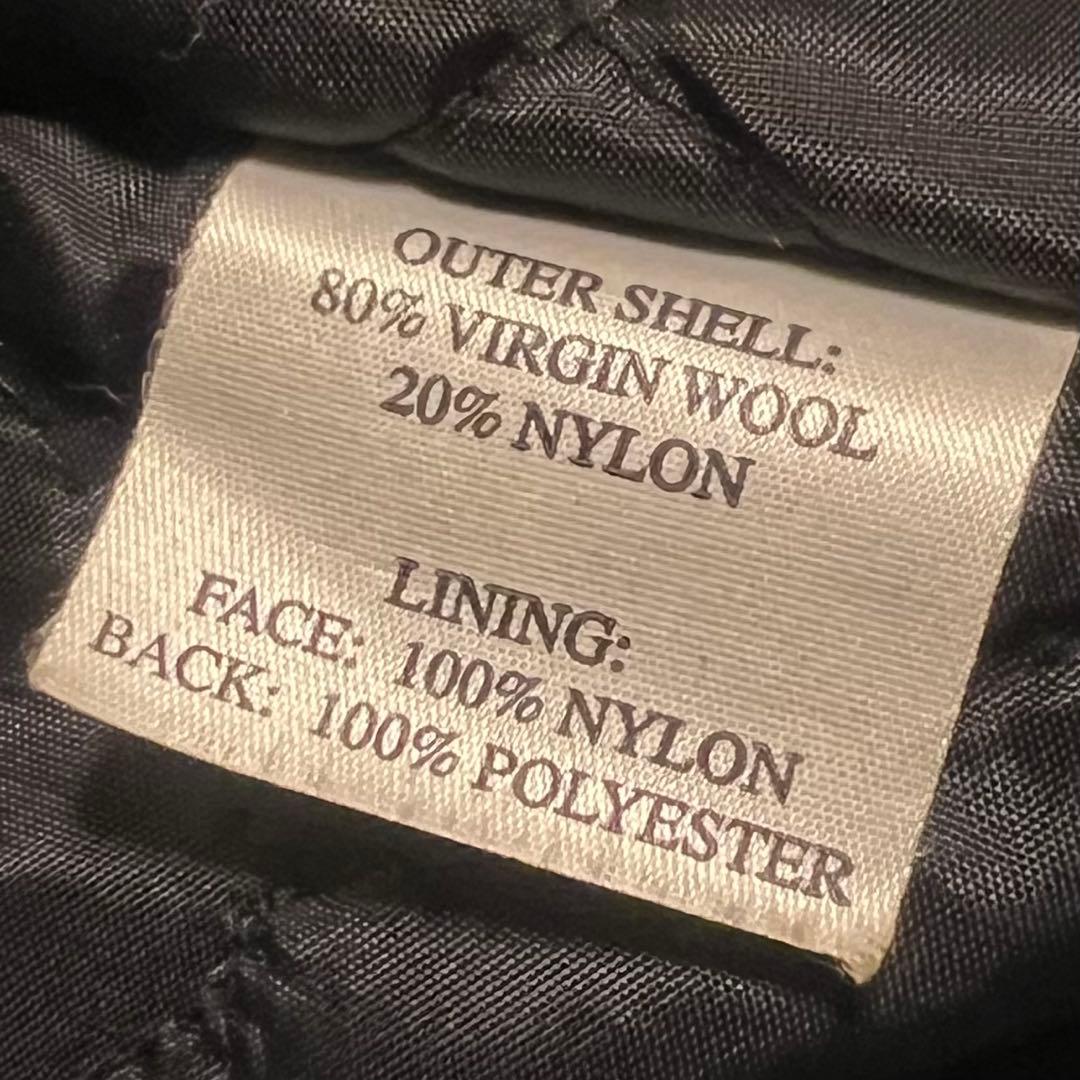 OUTER SHELL:
80% VIRGIN WOOL
20% NYLON
LINING:
FACE: 100% NYLON
BACK: 100% POLYESTER